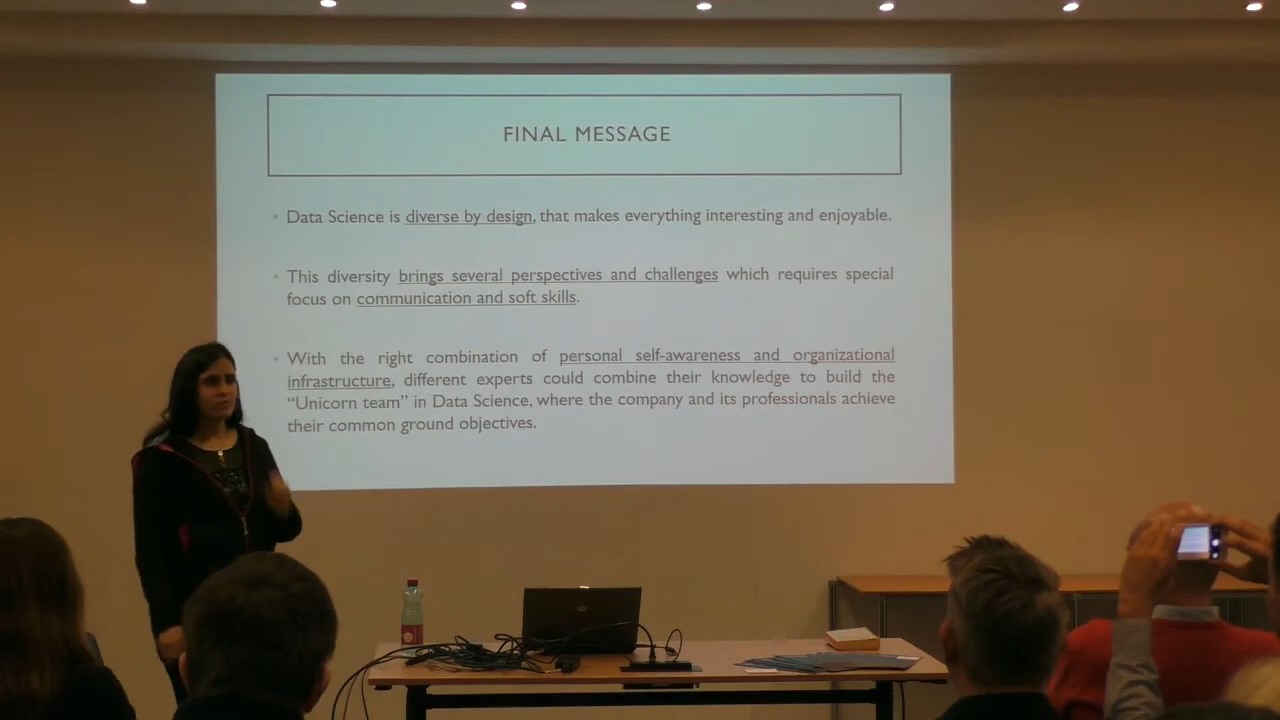 FINAL MESSAGE
Data Science is diverse by design, that makes everything interesting and enjoyable.
This diversity brings several perspectives and challenges which requires special
focus on communication and soft skills.
With the right combination of personal self-awareness and organizational
infrastructure, different experts could combine their knowledge to build the
“Unicorn team” in Data Science, where the company and its professionals achieve
their common ground objectives.